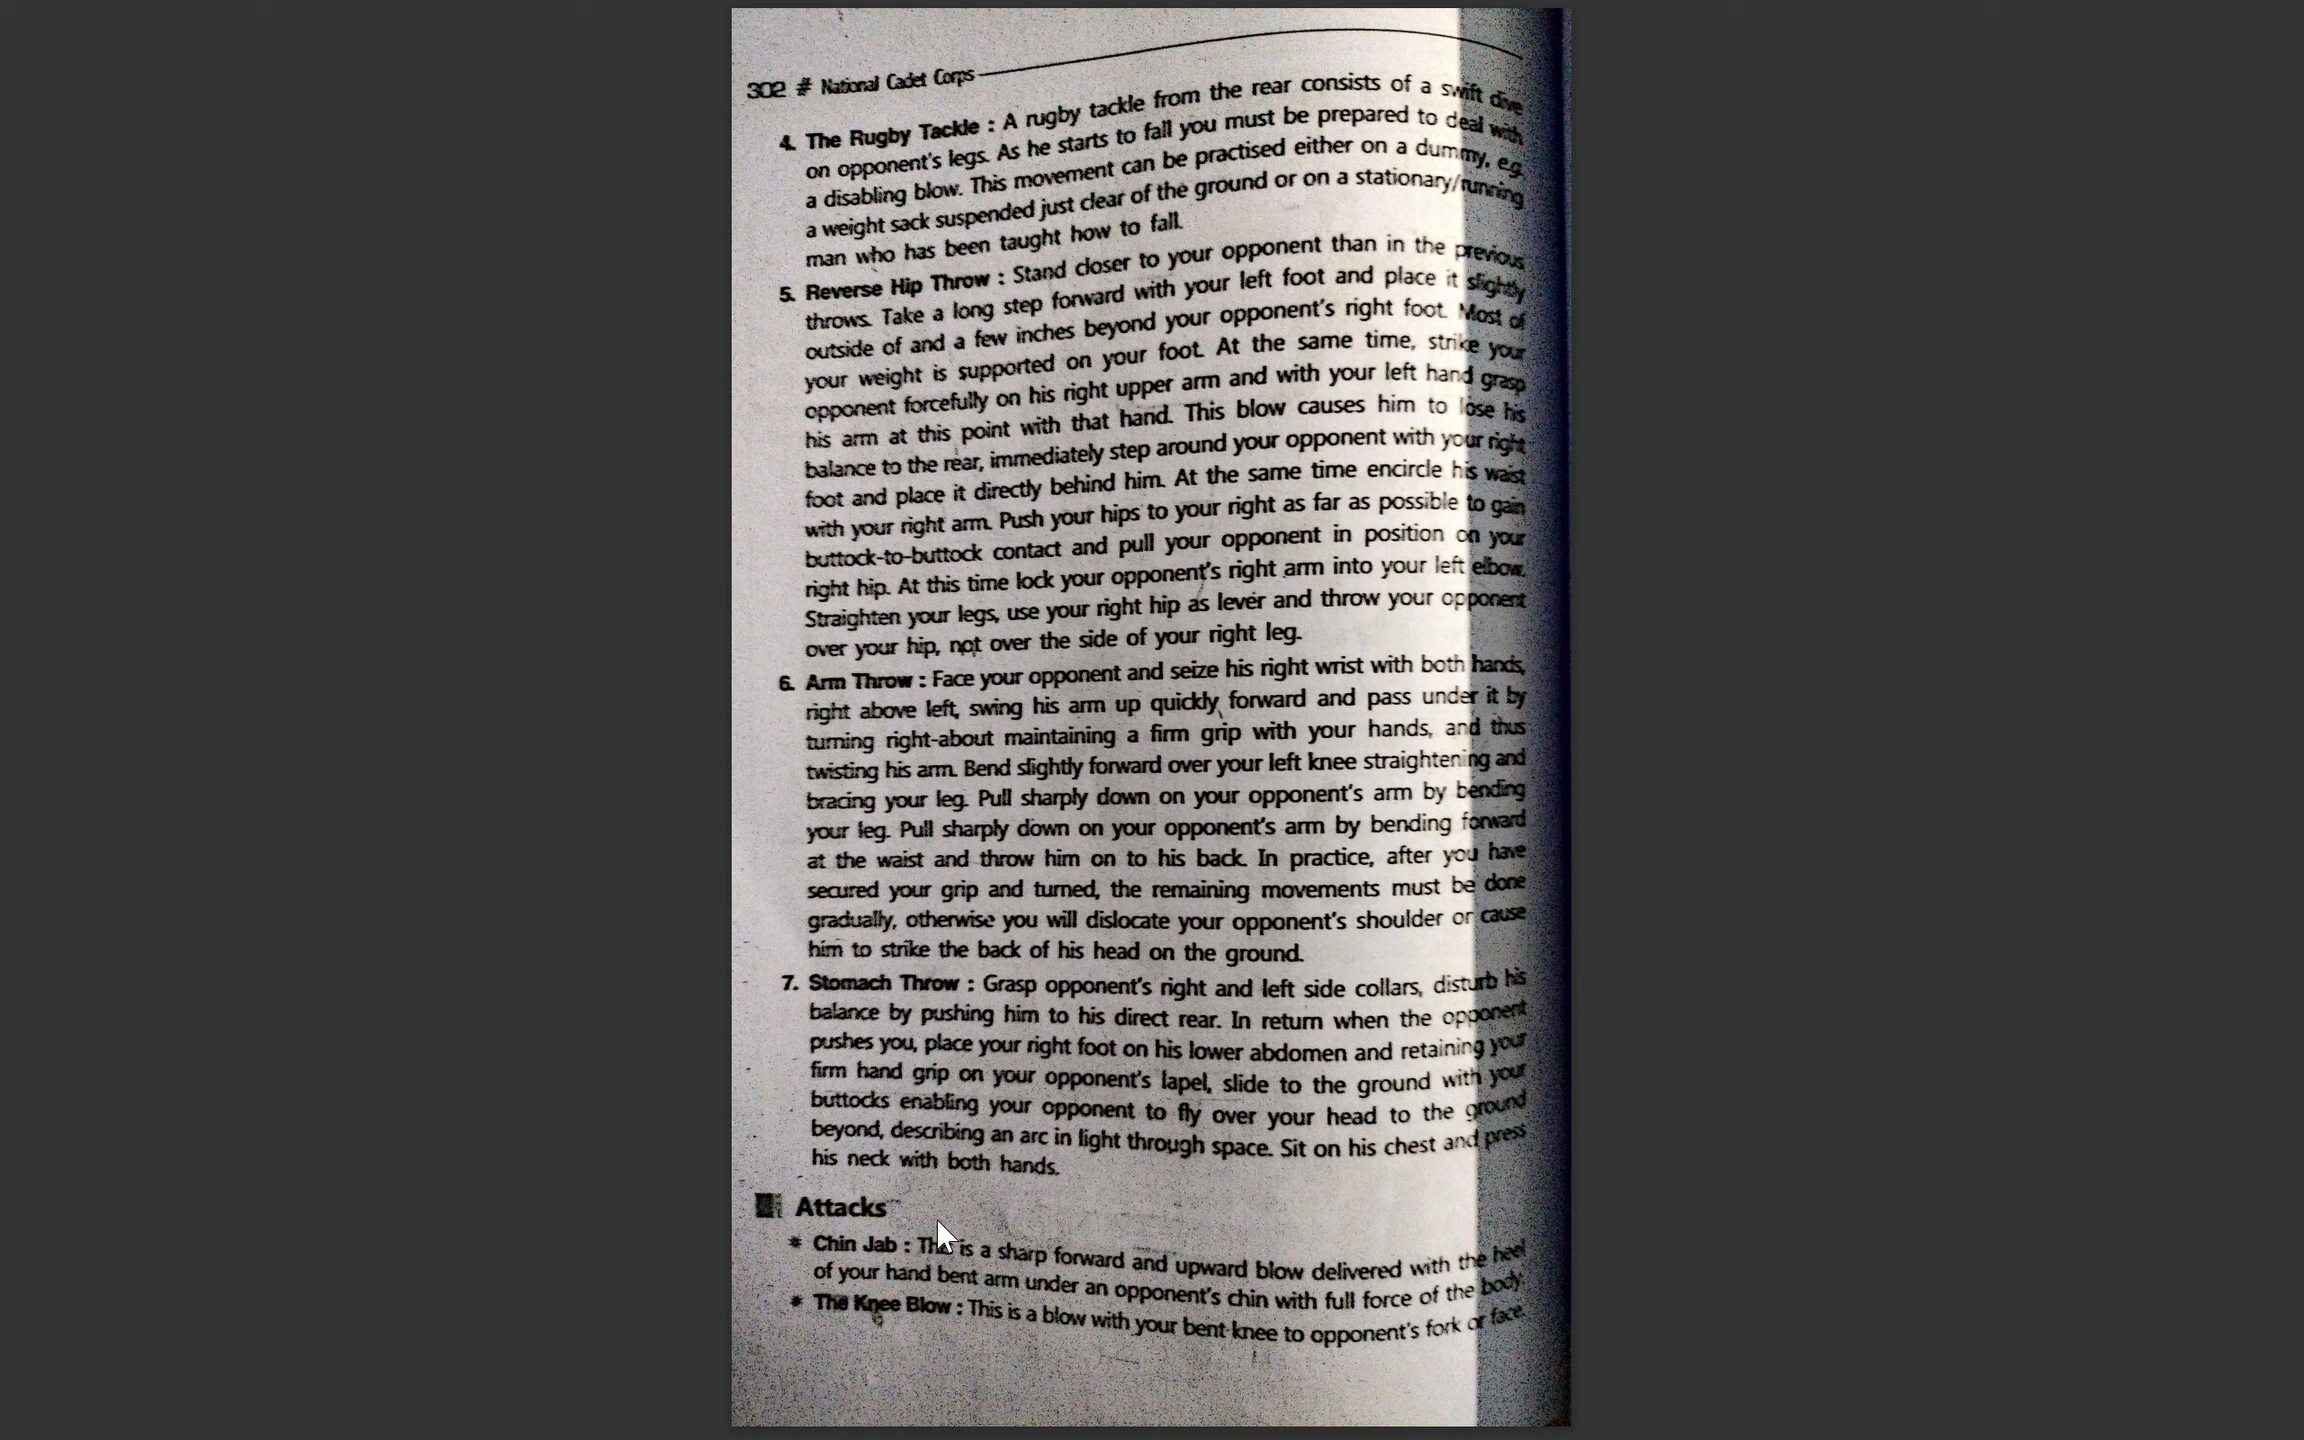 302 # National Cadet Corps
4. The Rugby Tackle : A rugby tackle from the rear consists of a swift dive
on opponent's legs. As he starts to fall you must be prepared to deal with
a disabling blow. This movement can be practised either on a dummy, e.g.
a weight sack suspended just clear of the ground or on a stationary/running
man who has been taught how to fall.
5. Reverse Hip Throw : Stand closer to your opponent than in the previous
throws. Take a long step forward with your left foot and place it slightly
outside of and a few inches beyond your opponent's right foot. Most of
your weight is supported on your foot. At the same time, strike your
opponent forcefully on his right upper arm and with your left hand grasp
his arm at this point with that hand. This blow causes him to lose his
balance to the rear, immediately step around your opponent with your right
foot and place it directly behind him. At the same time encircle his waist
with your right arm. Push your hips to your right as far as possible to gain
buttock-to-buttock contact and pull your opponent in position on your
right hip. At this time lock your opponent's right arm into your left elbow.
Straighten your legs, use your right hip as lever and throw your opponent
over your hip, not over the side of your right leg.
6. Arm Throw : Face your opponent and seize his right wrist with both hands,
right above left, swing his arm up quickly forward and pass under it by
turning right-about maintaining a firm grip with your hands, and thus
twisting his arm. Bend slightly forward over your left knee straightening and
bracing your leg. Pull sharply down on your opponent's arm by bending
your leg. Pull sharply down on your opponent's arm by bending forward
at the waist and throw him on to his back. In practice, after you have
secured your grip and turned, the remaining movements must be done
gradually, otherwise you will dislocate your opponent's shoulder or cause
him to strike the back of his head on the ground.
7. Stomach Throw : Grasp opponent's right and left side collars, disturb his
balance by pushing him to his direct rear. In return when the opponent
pushes you, place your right foot on his lower abdomen and retaining your
firm hand grip on your opponent's lapel, slide to the ground with your
buttocks enabling your opponent to fly over your head to the ground
beyond, describing an arc in light through space. Sit on his chest and press
his neck with both hands.
Attacks
* Chin Jab : This is a sharp forward and upward blow delivered with the heel
of your hand bent arm under an opponent's chin with full force of the body.
* The Knee Blow : This is a blow with your bent knee to opponent's fork or face.